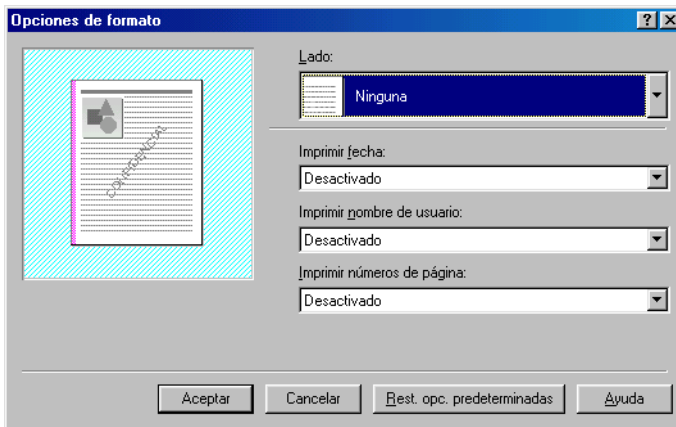 Opciones de formato
Lado:
Ninguna
Imprimir fecha:
Desactivado
Imprimir nombre de usuario:
Desactivado
Imprimir números de página:
Desactivado
CONFIDENCIAL
Aceptar
Cancelar
Rest. opc. predeterminadas
Ayuda